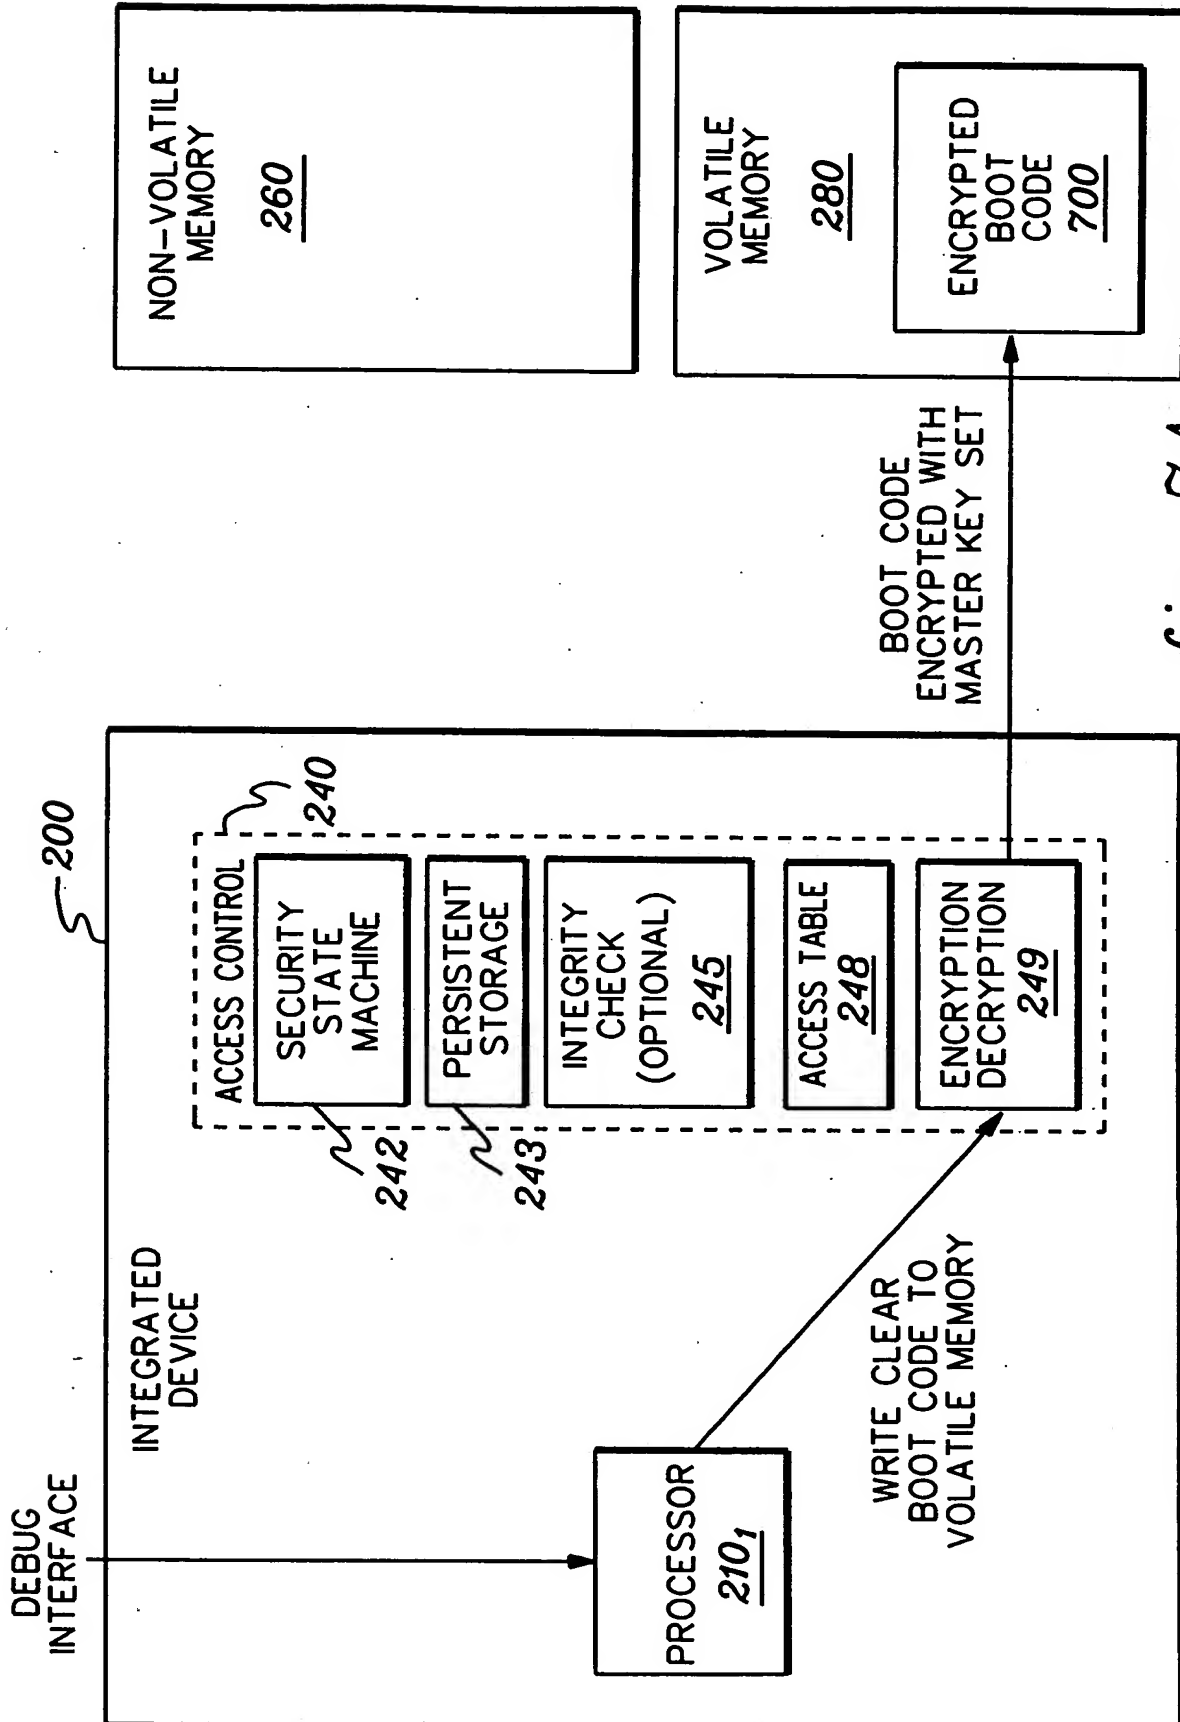 DEBUG
INTERFACE
200
INTEGRATED
DEVICE
PROCESSOR
210₁
WRITE CLEAR
BOOT CODE TO
VOLATILE MEMORY
240
ACCESS CONTROL
SECURITY
STATE
MACHINE
242
PERSISTENT
STORAGE
243
INTEGRITY
CHECK
(OPTIONAL)
245
ACCESS TABLE
248
ENCRYPTION
DECRYPTION
249
BOOT CODE
ENCRYPTED WITH
MASTER KEY SET
NON-VOLATILE
MEMORY
260
VOLATILE
MEMORY
280
ENCRYPTED
BOOT
CODE
700